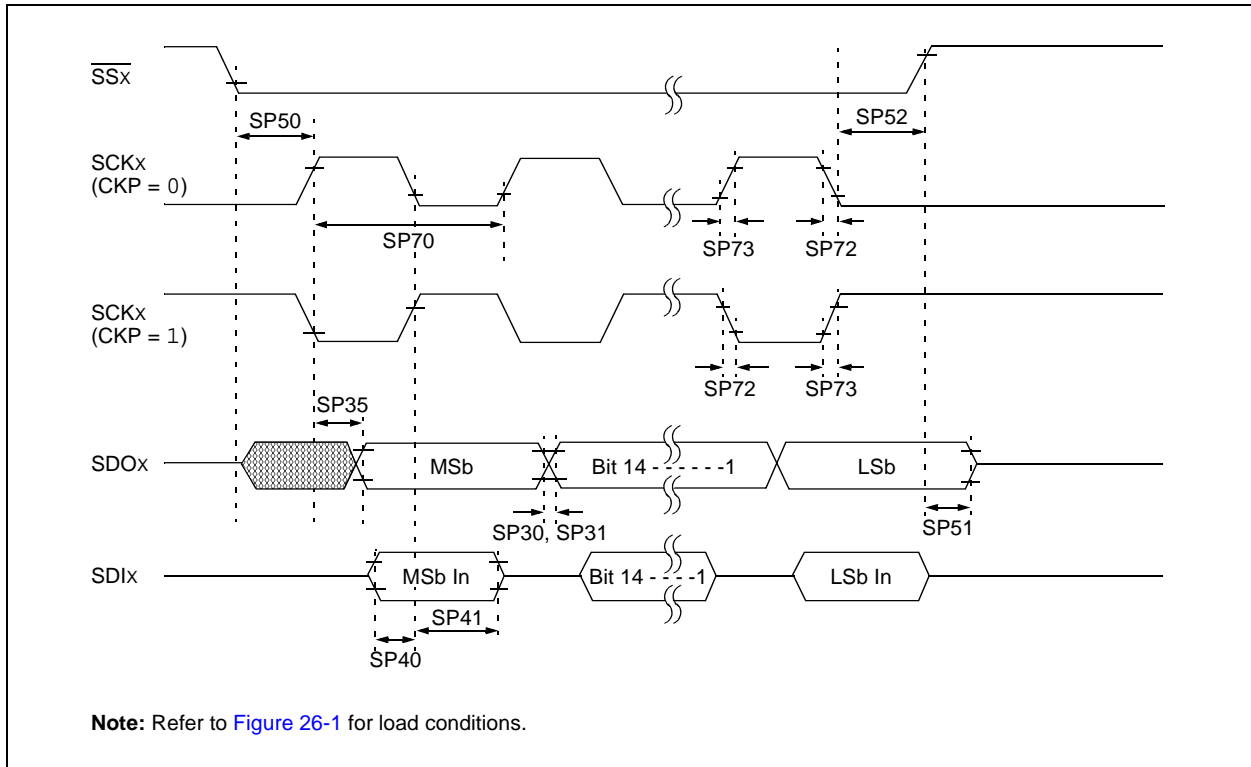 SSX
SP50
SP52
SCKX
(CKP = 0)
SP70
SP73
SP72
SCKX
(CKP = 1)
SP72
SP73
SP35
SDOX
MSb
Bit 14 - - - - - -1
LSb
SP30, SP31
SP51
SDIX
MSb In
Bit 14 - - - -1
LSb In
SP41
SP40
Note: Refer to Figure 26-1 for load conditions.